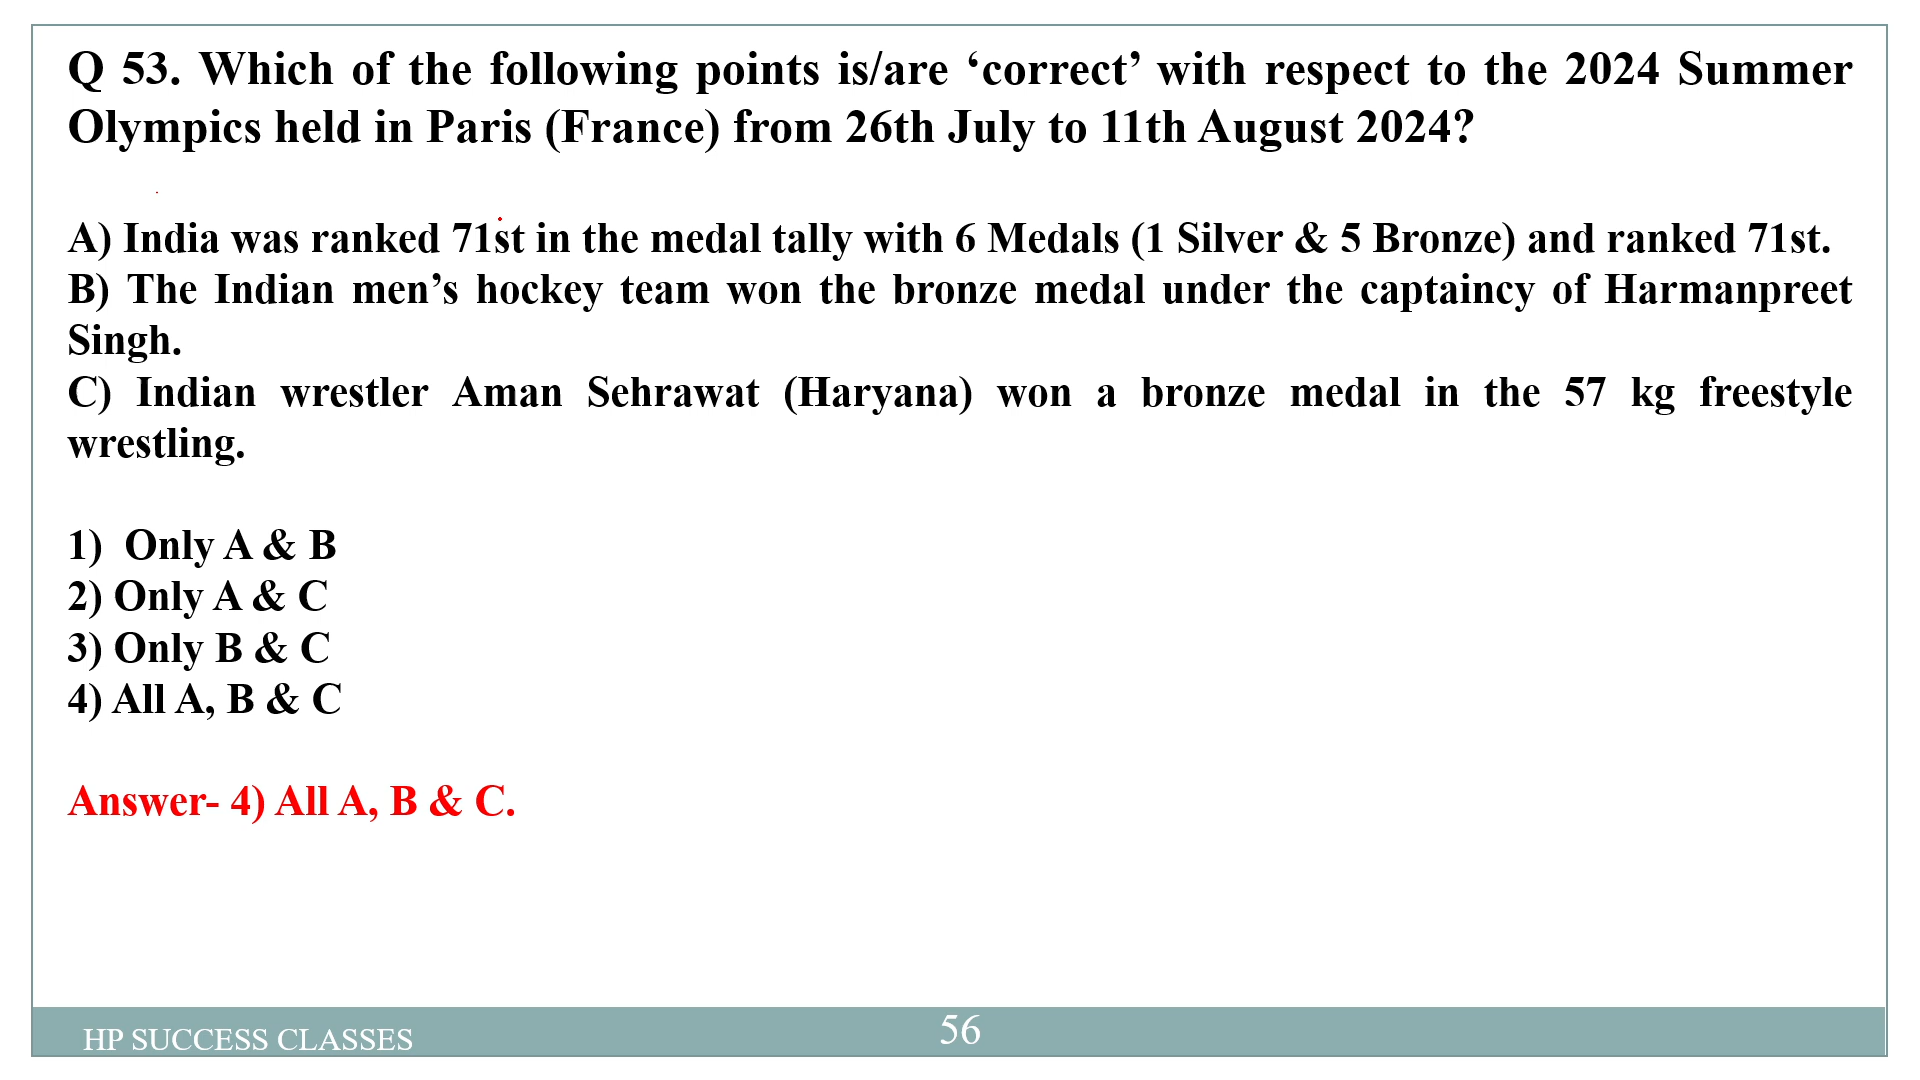 Q 53. Which of the following points is/are ‘correct’ with respect to the 2024 Summer
Olympics held in Paris (France) from 26th July to 11th August 2024?
A) India was ranked 71st in the medal tally with 6 Medals (1 Silver & 5 Bronze) and ranked 71st.
B) The Indian men’s hockey team won the bronze medal under the captaincy of Harmanpreet
Singh.
C) Indian wrestler Aman Sehrawat (Haryana) won a bronze medal in the 57 kg freestyle
wrestling.
1) Only A & B
2) Only A & C
3) Only B & C
4) All A, B & C
Answer- 4) All A, B & C.
HP SUCCESS CLASSES
56